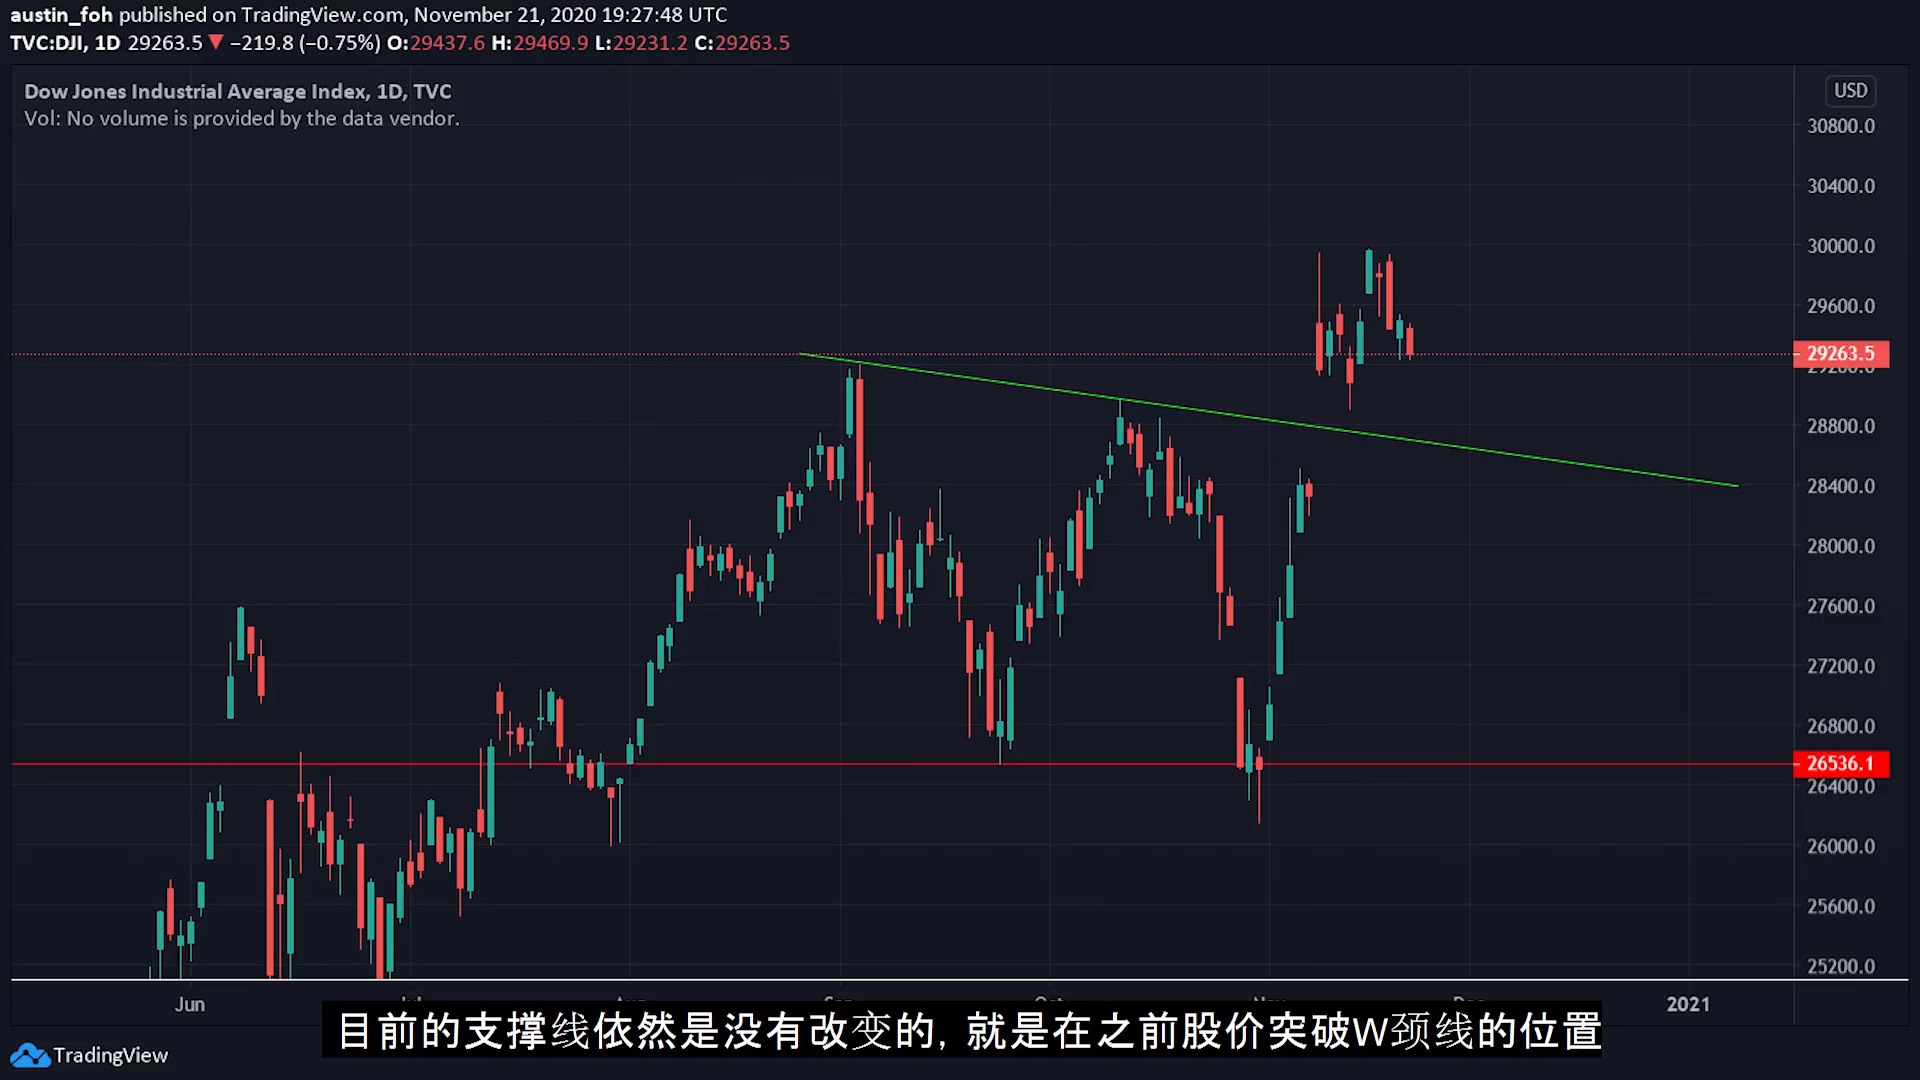 austin_foh published on TradingView.com, November 21, 2020 19:27:48 UTC
TVC:DJI, 1D 29263.5 ▼ −219.8 (−0.75%) O:29437.6 H:29469.9 L:29231.2 C:29263.5
Dow Jones Industrial Average Index, 1D, TVC
Vol: No volume is provided by the data vendor.
USD
30800.0
30400.0
30000.0
29600.0
29263.5
29200.0
28800.0
28400.0
28000.0
27600.0
27200.0
26800.0
26536.1
26400.0
26000.0
25600.0
25200.0
Jun 2021
目前的支撑线依然是没有改变的, 就是在之前股价突破W颈线的位置
TradingView